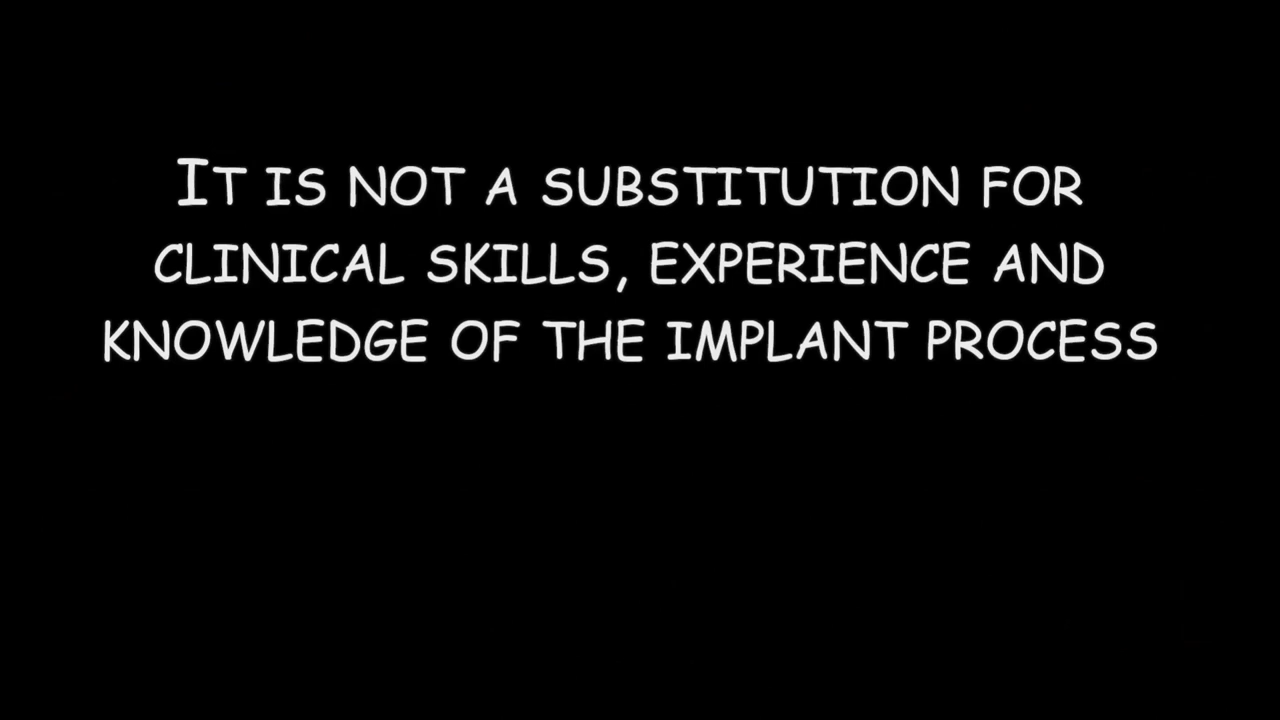 IT IS NOT A SUBSTITUTION FOR
CLINICAL SKILLS, EXPERIENCE AND
KNOWLEDGE OF THE IMPLANT PROCESS